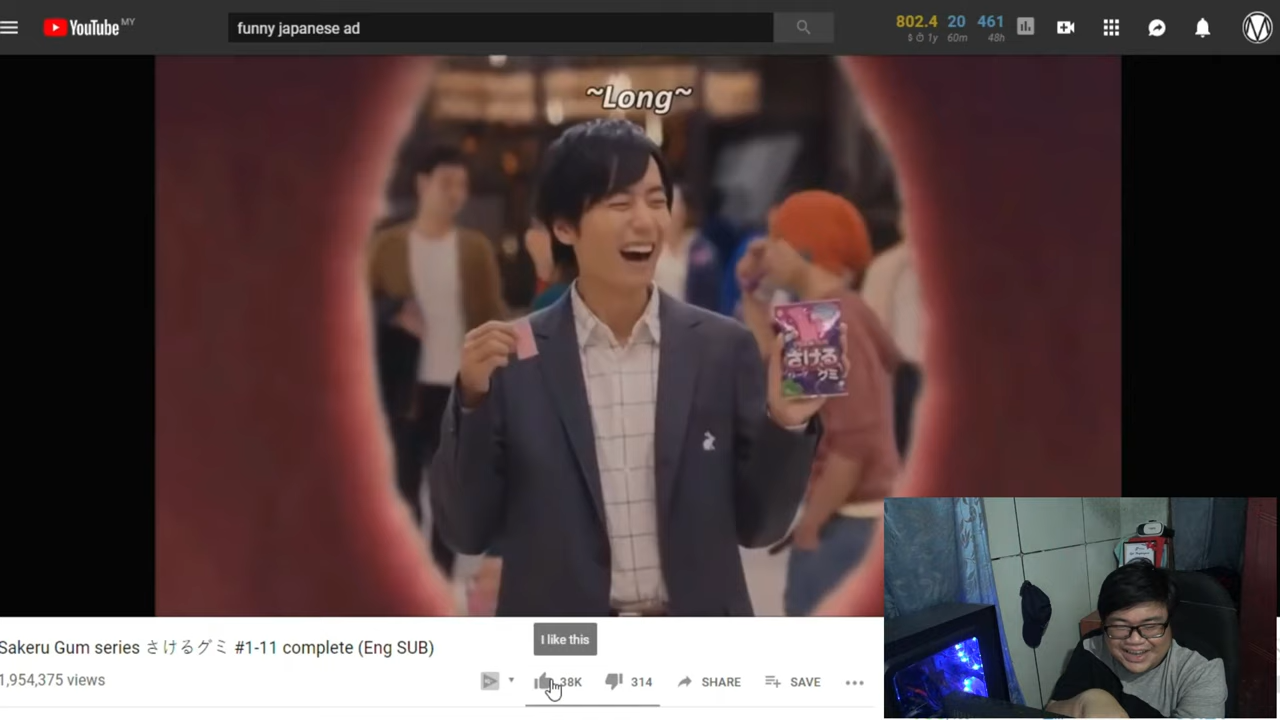 YouTube MY
funny japanese ad
802.4 20 461
$ 1y 60m 48h
~Long~
さける
グミ
Sakeru Gum series さけるグミ #1-11 complete (Eng SUB)
I like this
1,954,375 views
38K
314
SHARE
SAVE